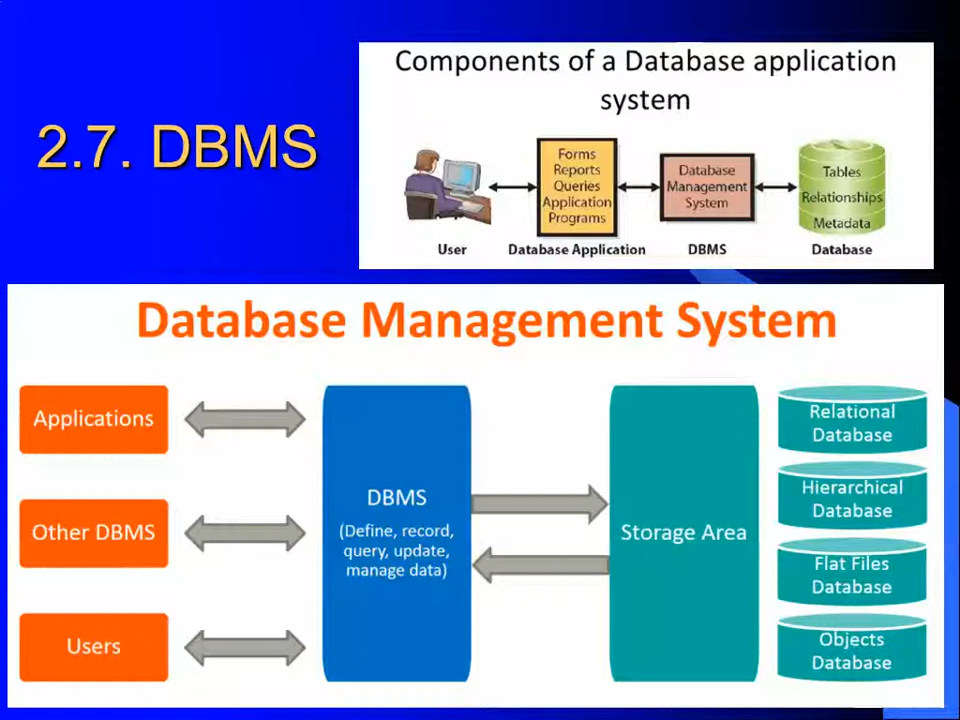 2.7. DBMS
Components of a Database application
system
Forms
Reports
Queries
Application
Programs
Database
Management
System
Tables
Relationships
Metadata
User
Database Application
DBMS
Database
Database Management System
Applications
Other DBMS
Users
DBMS
(Define, record,
query, update,
manage data)
Storage Area
Relational
Database
Hierarchical
Database
Flat Files
Database
Objects
Database